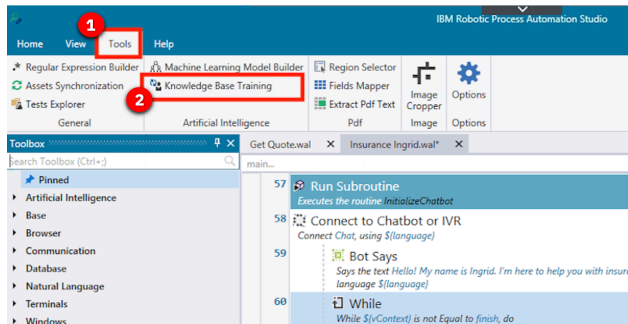 IBM Robotic Process Automation Studio
1
Home View Tools Help
Regular Expression Builder
Assets Synchronization
Tests Explorer
General
Machine Learning Model Builder
2
Knowledge Base Training
Artificial Intelligence
Region Selector
Fields Mapper
Extract Pdf Text
Pdf
Image
Cropper
Image
Options
Options
Toolbox
Search Toolbox (Ctrl+;)
Pinned
Artificial Intelligence
Base
Browser
Communication
Database
Natural Language
Terminals
Windows
Get Quote.wal X Insurance Ingrid.wal* X
main...
57 Run Subroutine
Executes the routine InitializeChatbot
58 Connect to Chatbot or IVR
Connect Chat, using ${language}
59 Bot Says
Says the text Hello! My name is Ingrid. I'm here to help you with insur
language ${language}
60 While
While ${vContext} is not Equal to finish, do